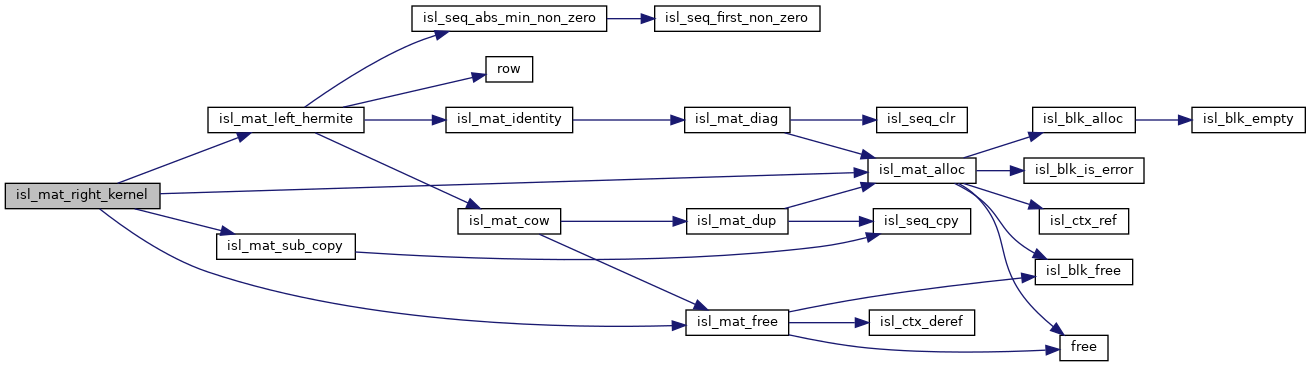 isl_seq_abs_min_non_zero
isl_seq_first_non_zero
row
isl_mat_left_hermite
isl_mat_identity
isl_mat_diag
isl_seq_clr
isl_blk_alloc
isl_blk_empty
isl_mat_alloc
isl_blk_is_error
isl_mat_right_kernel
isl_mat_cow
isl_mat_dup
isl_seq_cpy
isl_ctx_ref
isl_mat_sub_copy
isl_blk_free
isl_mat_free
isl_ctx_deref
free